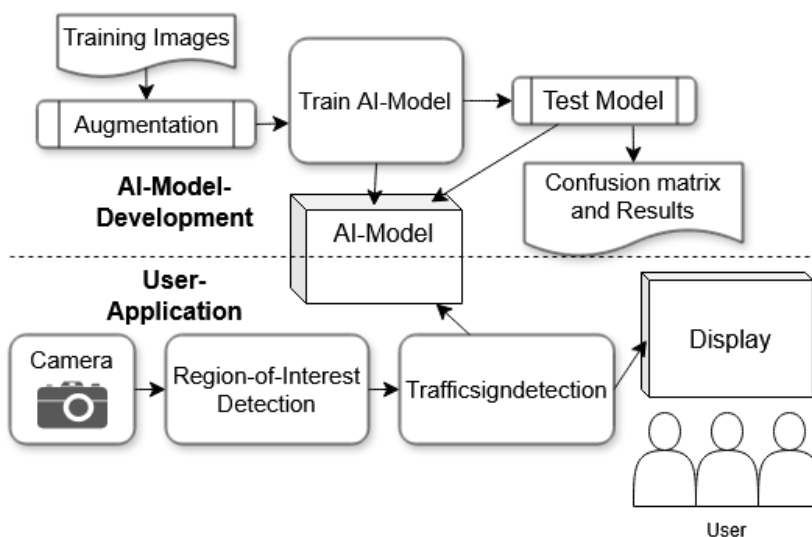 Training Images
Augmentation
Train AI-Model
Test Model
Confusion matrix
and Results
AI-Model-
Development
AI-Model
User-
Application
Camera
Region-of-Interest
Detection
Trafficsigndetection
Display
User